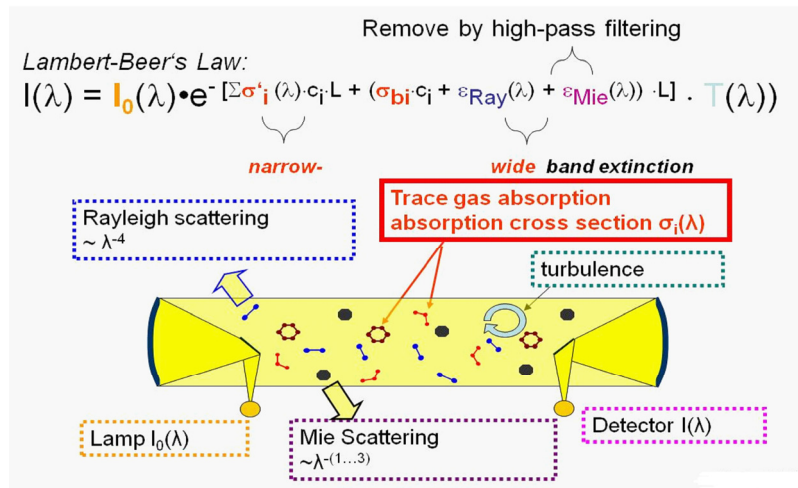 Remove by high-pass filtering
Lambert-Beer's Law:
I(λ) = I₀(λ)•e⁻ [Σσ'ᵢ (λ)·cᵢ·L + (σbi·cᵢ + εRay(λ) + εMie(λ)) ·L] . T(λ))
narrow- wide band extinction
Trace gas absorption
absorption cross section σᵢ(λ)
Rayleigh scattering
~ λ⁻⁴
turbulence
Lamp I₀(λ)
Mie Scattering
~λ⁻⁽¹…³⁾
Detector I(λ)